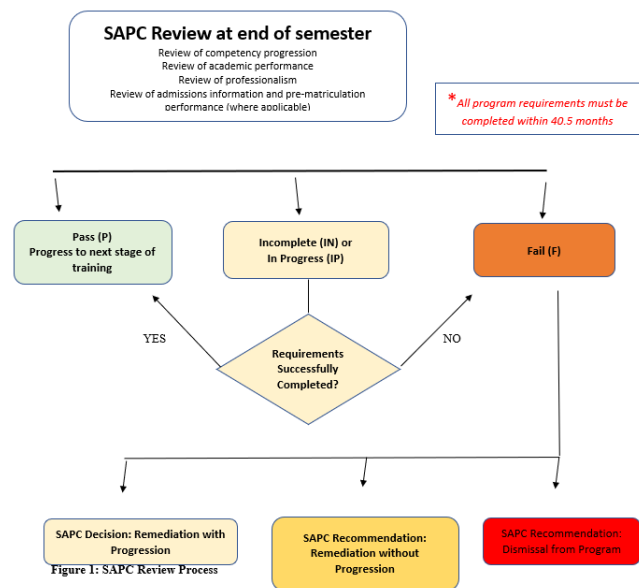 SAPC Review at end of semester
Review of competency progression
Review of academic performance
Review of professionalism
Review of admissions information and pre-matriculation
performance (where applicable)
*All program requirements must be
completed within 40.5 months
Pass (P)
Progress to next stage of
training
Incomplete (IN) or
In Progress (IP)
Fail (F)
YES
NO
Requirements
Successfully
Completed?
SAPC Decision: Remediation with
Progression
SAPC Recommendation:
Remediation without
Progression
SAPC Recommendation:
Dismissal from Program
Figure 1: SAPC Review Process